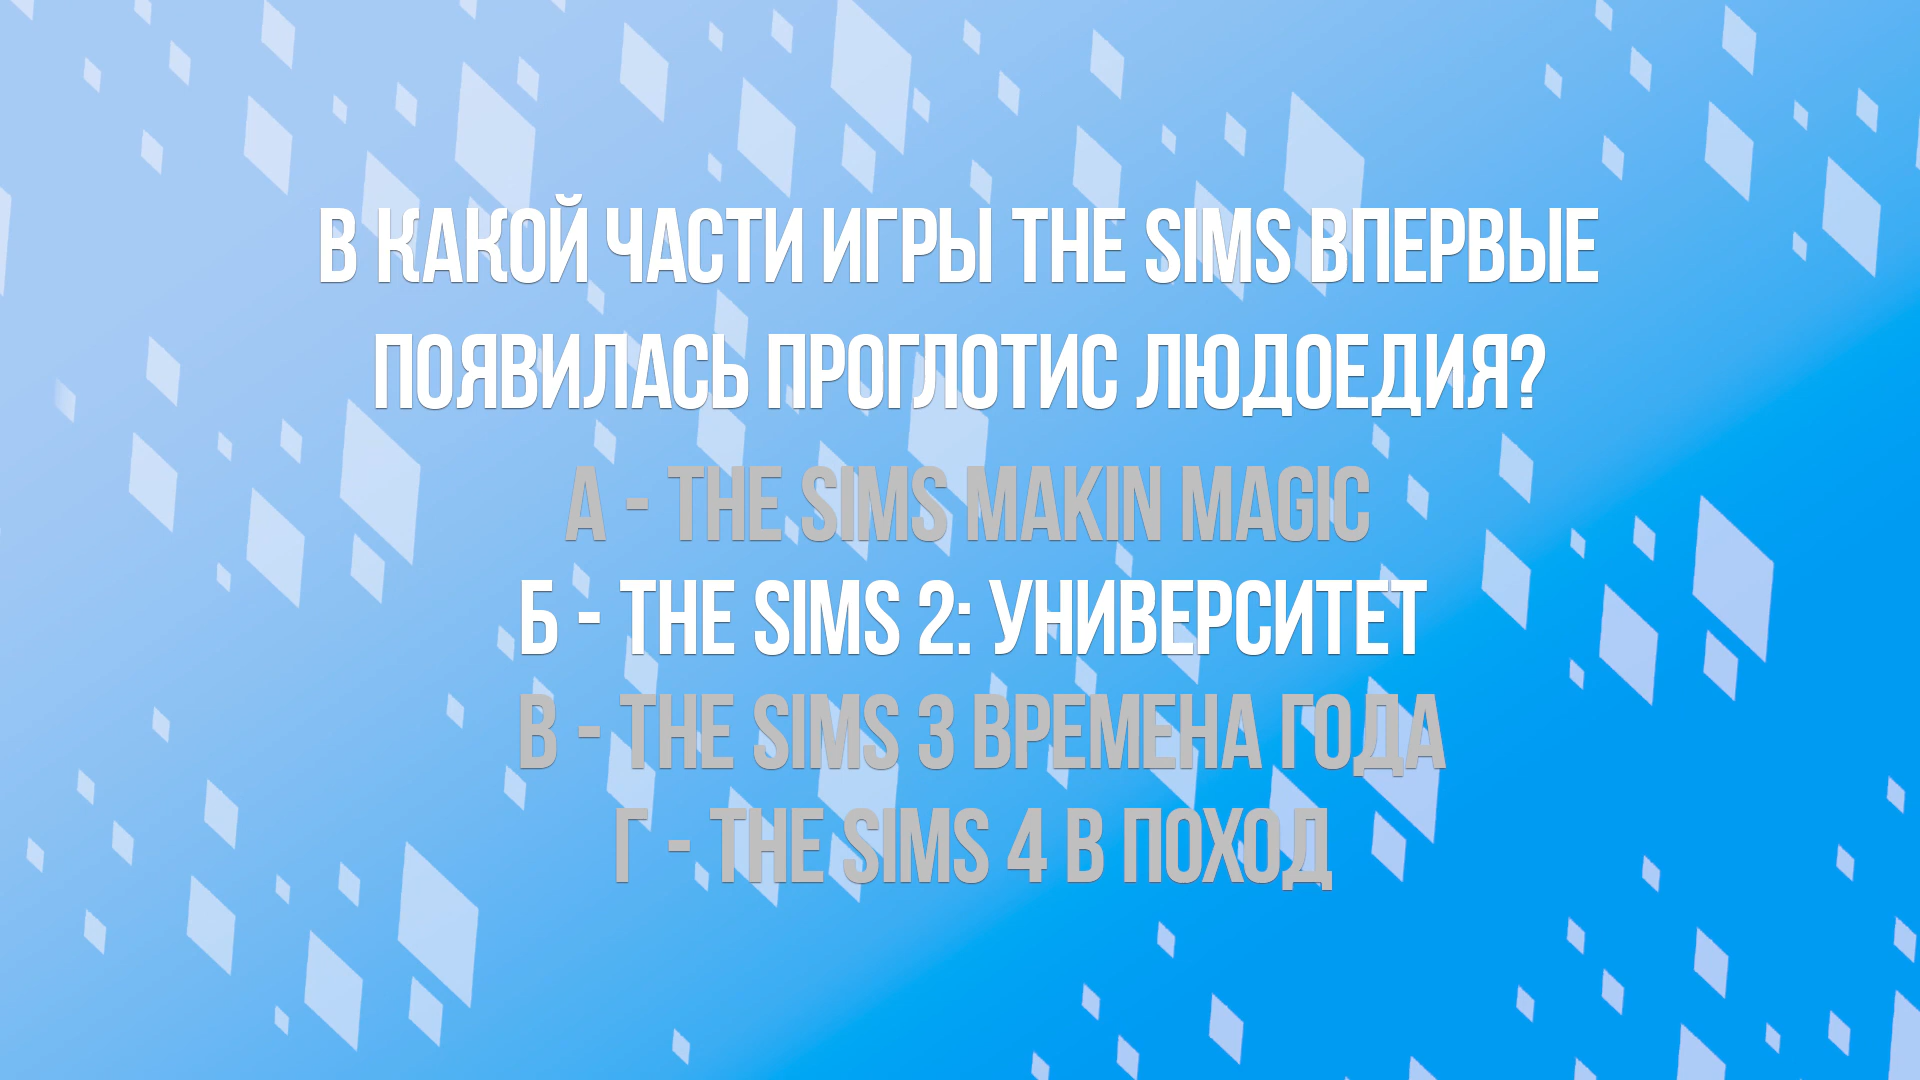 В КАКОЙ ЧАСТИ ИГРЫ THE SIMS ВПЕРВЫЕ
ПОЯВИЛАСЬ ПРОГЛОТИС ЛЮДОЕДИЯ?
А - THE SIMS MAKIN MAGIC
Б - THE SIMS 2: УНИВЕРСИТЕТ
В - THE SIMS 3 ВРЕМЕНА ГОДА
Г - THE SIMS 4 В ПОХОД